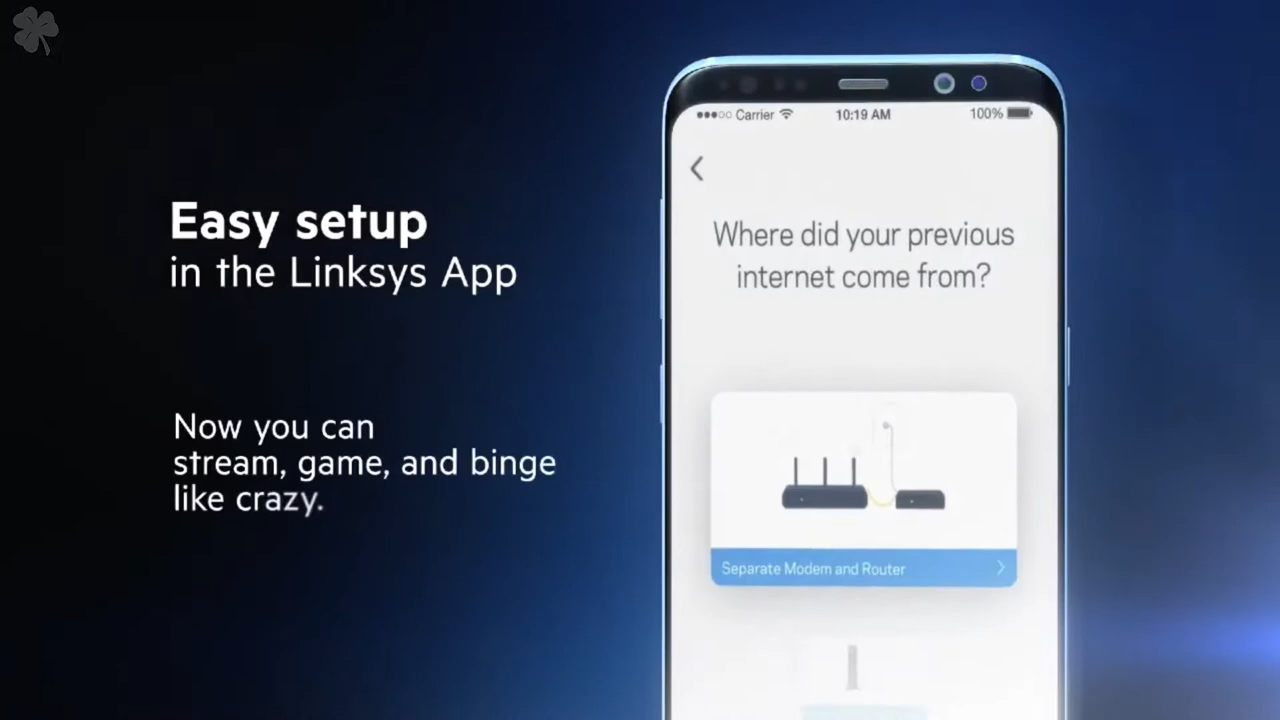 Easy setup
in the Linksys App
Now you can
stream, game, and binge
like crazy.
Carrier
10:19 AM
100%
Where did your previous
internet come from?
Separate Modem and Router